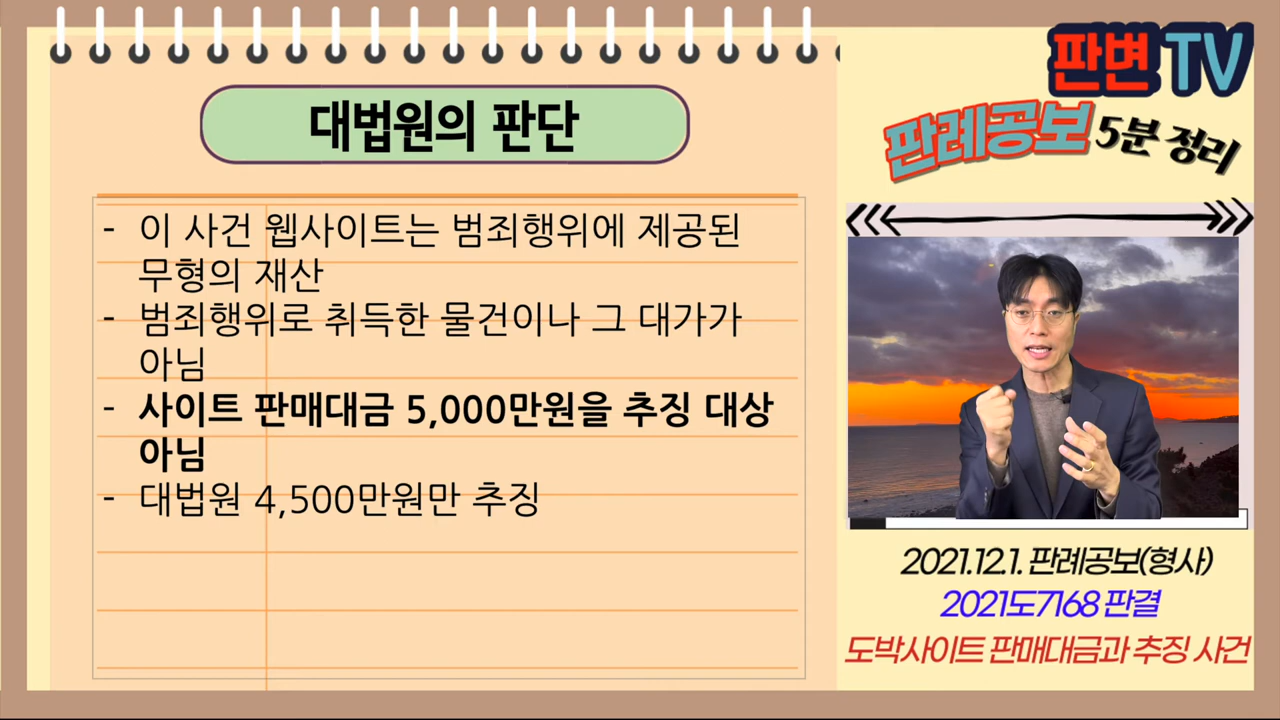 대법원의 판단
- 이 사건 웹사이트는 범죄행위에 제공된
무형의 재산
- 범죄행위로 취득한 물건이나 그 대가가
아님
- 사이트 판매대금 5,000만원을 추징 대상
아님
- 대법원 4,500만원만 추징
판변 TV
판례공보 5분 정리
2021.12.1. 판례공보(형사)
2021도7168 판결
도박사이트 판매대금과 추징 사건